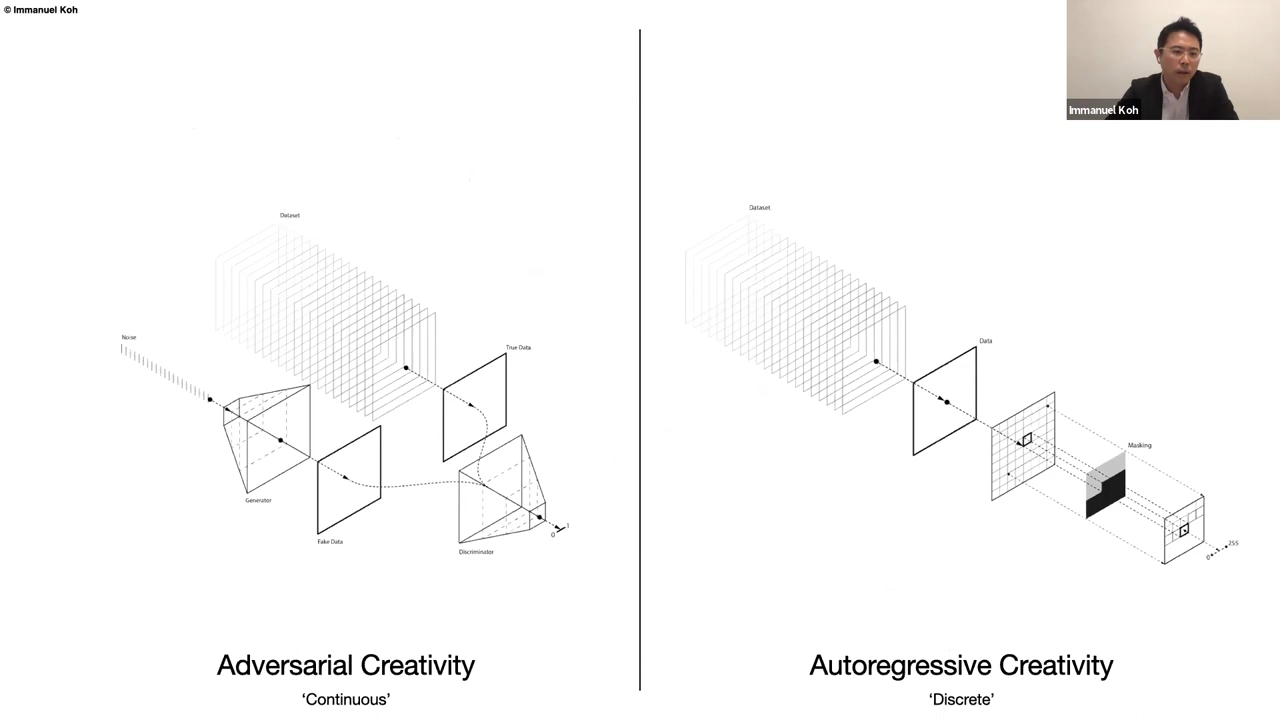 © Immanuel Koh
Immanuel Koh
Dataset
Noise
True Data
Generator
Fake Data
Discriminator
0
1
Adversarial Creativity
‘Continuous’
Dataset
Data
Masking
0
255
Autoregressive Creativity
‘Discrete’